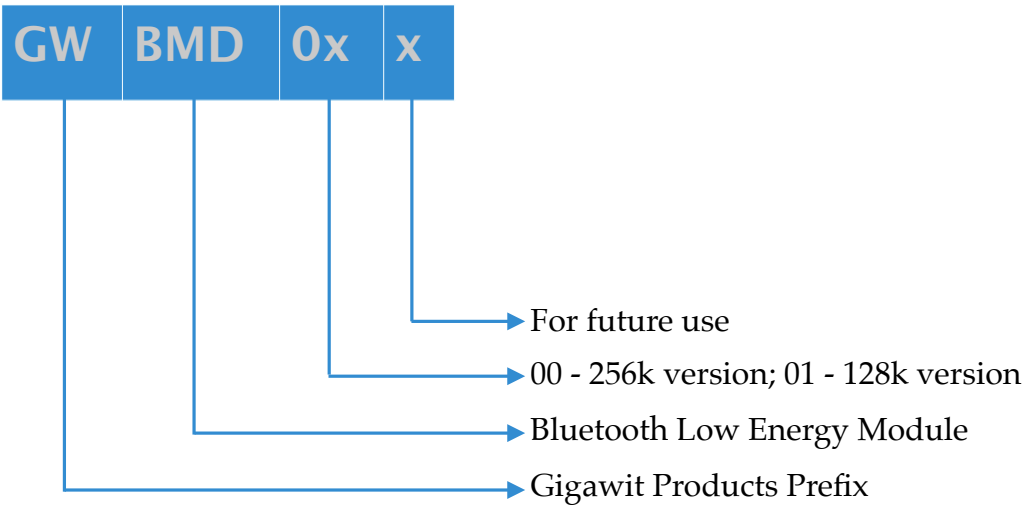 GW BMD 0x x
For future use
00 - 256k version; 01 - 128k version
Bluetooth Low Energy Module
Gigawit Products Prefix